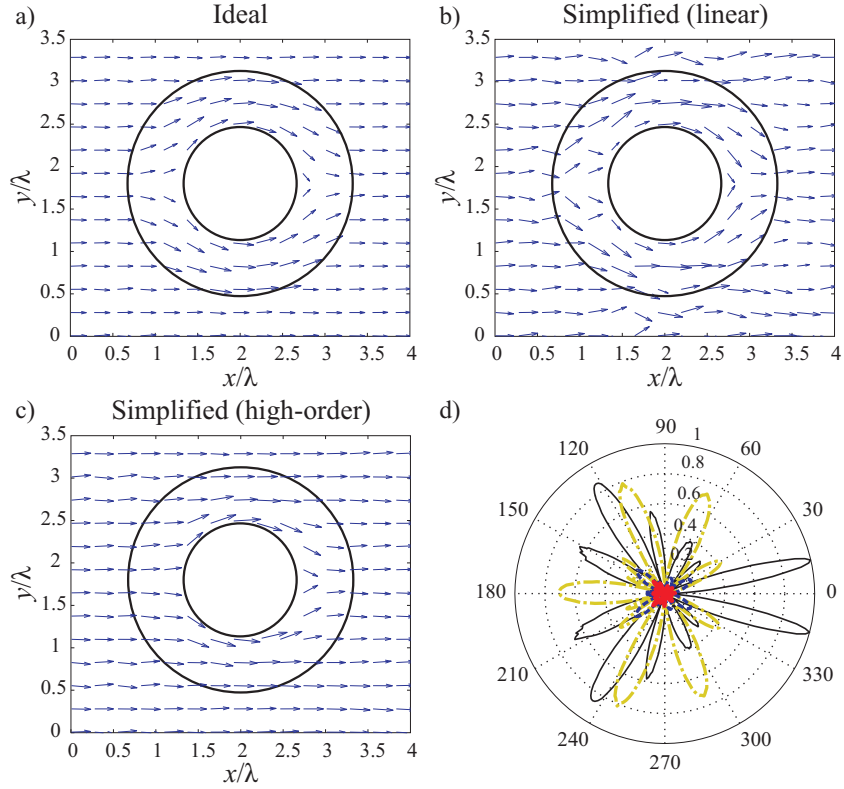 a) Ideal
3.5
3
2.5
2
1.5
1
0.5
0
y/λ
0 0.5 1 1.5 2 2.5 3 3.5 4
x/λ
b) Simplified (linear)
3.5
3
2.5
2
1.5
1
0.5
0
y/λ
0 0.5 1 1.5 2 2.5 3 3.5 4
x/λ
c) Simplified (high-order)
3.5
3
2.5
2
1.5
1
0.5
0
y/λ
0 0.5 1 1.5 2 2.5 3 3.5 4
x/λ
d)
90
120 1 60
0.8
0.6
150 30
0.4
0.2
180 0
210 330
240 300
270